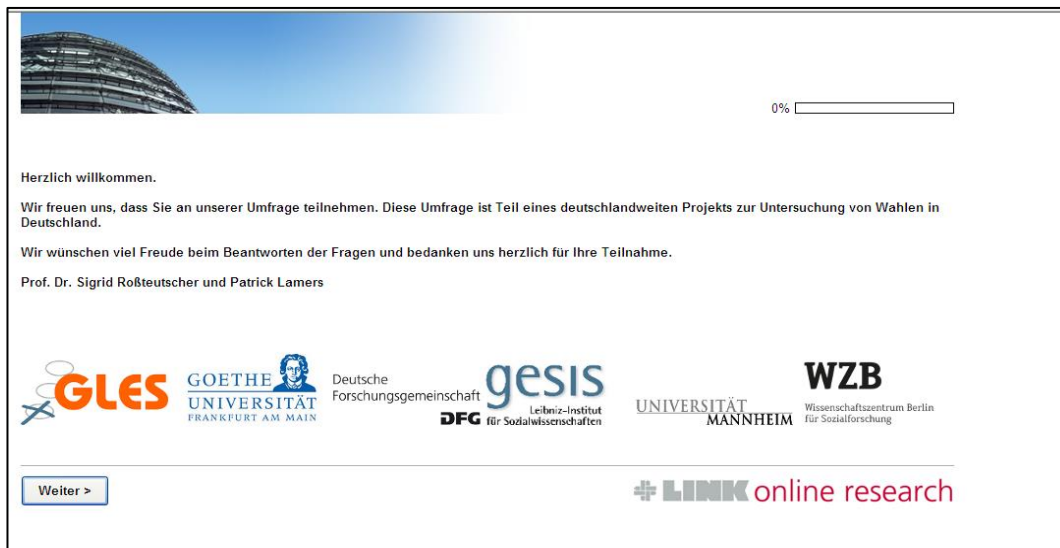 0%
Herzlich willkommen.
Wir freuen uns, dass Sie an unserer Umfrage teilnehmen. Diese Umfrage ist Teil eines deutschlandweiten Projekts zur Untersuchung von Wahlen in
Deutschland.
Wir wünschen viel Freude beim Beantworten der Fragen und bedanken uns herzlich für Ihre Teilnahme.
Prof. Dr. Sigrid Roßteutscher und Patrick Lamers
GLES
GOETHE
UNIVERSITÄT
FRANKFURT AM MAIN
Deutsche
Forschungsgemeinschaft
DFG
gesis
Leibniz-Institut
für Sozialwissenschaften
UNIVERSITÄT
MANNHEIM
WZB
Wissenschaftszentrum Berlin
für Sozialforschung
Weiter >
LINK online research